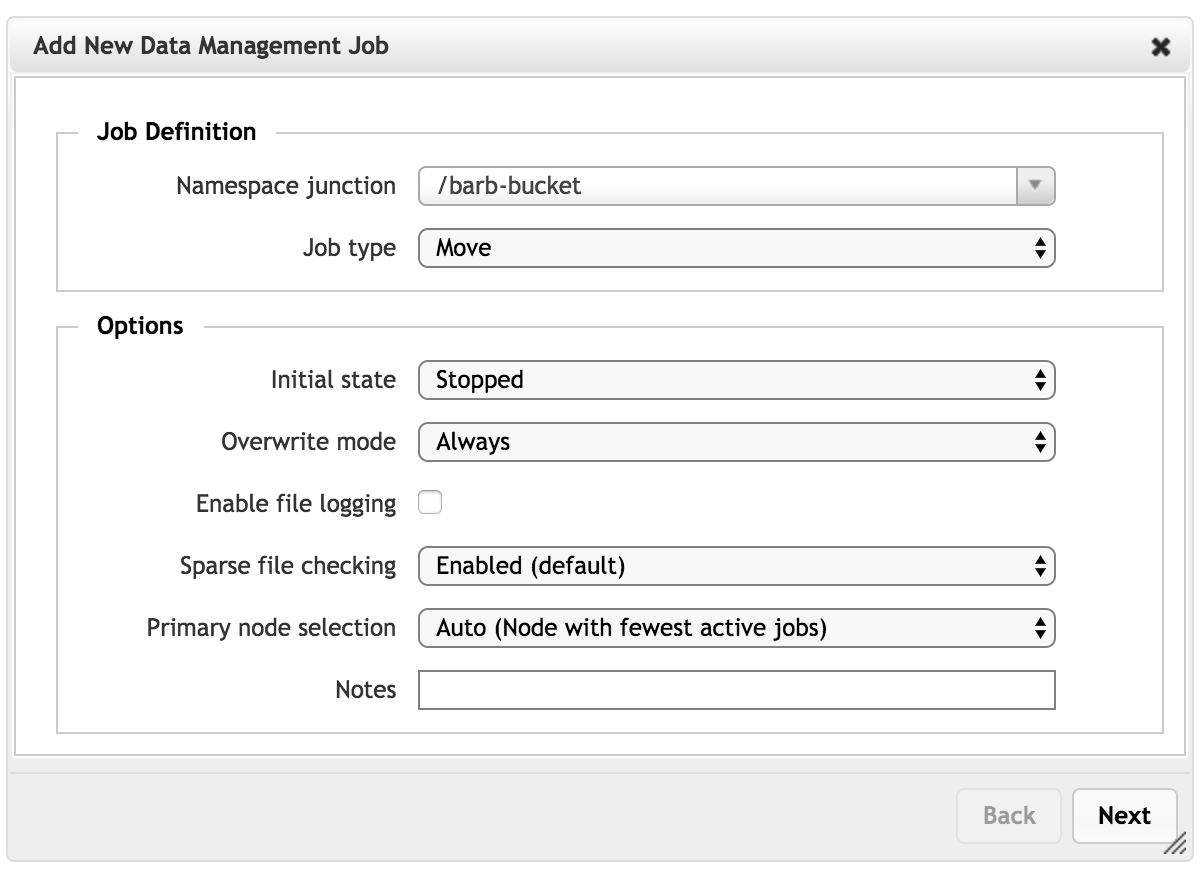 Add New Data Management Job
Job Definition
Namespace junction /barb-bucket
Job type Move
Options
Initial state Stopped
Overwrite mode Always
Enable file logging
Sparse file checking Enabled (default)
Primary node selection Auto (Node with fewest active jobs)
Notes
Back Next